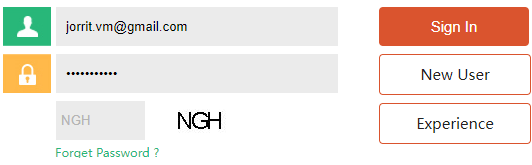 jorrit.vm@gmail.com
Sign In
•••••••••••
New User
NGH
NGH
Experience
Forget Password ?